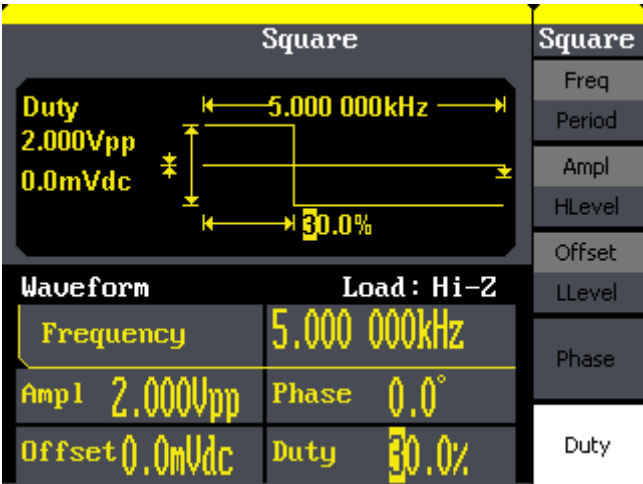 Square
Square
Duty
5.000 000kHz
2.000Vpp
0.0mVdc
30.0%
Freq
Period
Ampl
HLevel
Offset
LLevel
Phase
Duty
Waveform
Load: Hi-Z
Frequency
5.000 000kHz
Ampl 2.000Vpp
Phase 0.0°
Offset 0.0mVdc
Duty 30.0%